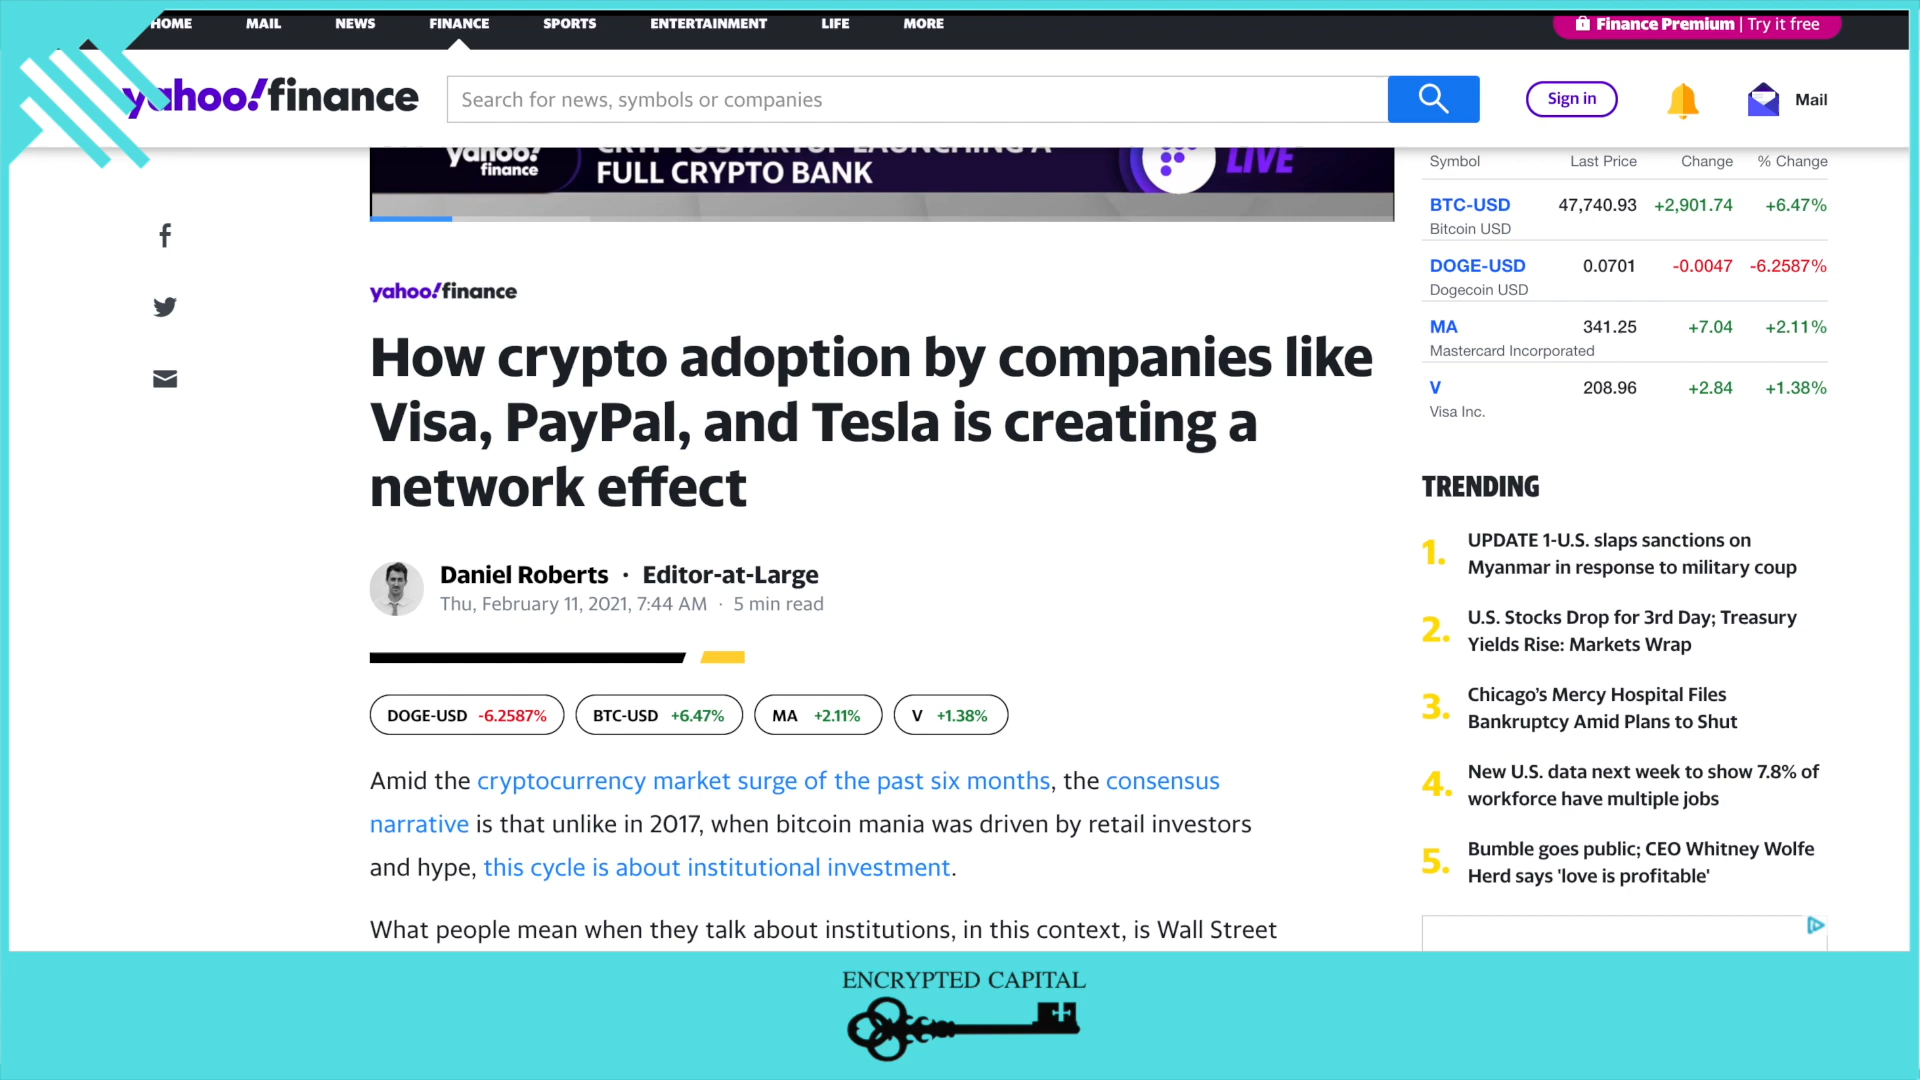 HOME MAIL NEWS FINANCE SPORTS ENTERTAINMENT LIFE MORE
Finance Premium | Try it free
yahoo!finance
Search for news, symbols or companies
Sign in
Mail
yahoo!
finance
CRYPTO STARTUP LAUNCHING A
FULL CRYPTO BANK
LIVE
yahoo!finance
How crypto adoption by companies like
Visa, PayPal, and Tesla is creating a
network effect
Daniel Roberts · Editor-at-Large
Thu, February 11, 2021, 7:44 AM · 5 min read
DOGE-USD -6.2587% BTC-USD +6.47% MA +2.11% V +1.38%
Amid the cryptocurrency market surge of the past six months, the consensus
narrative is that unlike in 2017, when bitcoin mania was driven by retail investors
and hype, this cycle is about institutional investment.
What people mean when they talk about institutions, in this context, is Wall Street
Symbol Last Price Change % Change
BTC-USD 47,740.93 +2,901.74 +6.47%
Bitcoin USD
DOGE-USD 0.0701 -0.0047 -6.2587%
Dogecoin USD
MA 341.25 +7.04 +2.11%
Mastercard Incorporated
V 208.96 +2.84 +1.38%
Visa Inc.
TRENDING
1. UPDATE 1-U.S. slaps sanctions on
Myanmar in response to military coup
2. U.S. Stocks Drop for 3rd Day; Treasury
Yields Rise: Markets Wrap
3. Chicago's Mercy Hospital Files
Bankruptcy Amid Plans to Shut
4. New U.S. data next week to show 7.8% of
workforce have multiple jobs
5. Bumble goes public; CEO Whitney Wolfe
Herd says 'love is profitable'
ENCRYPTED CAPITAL